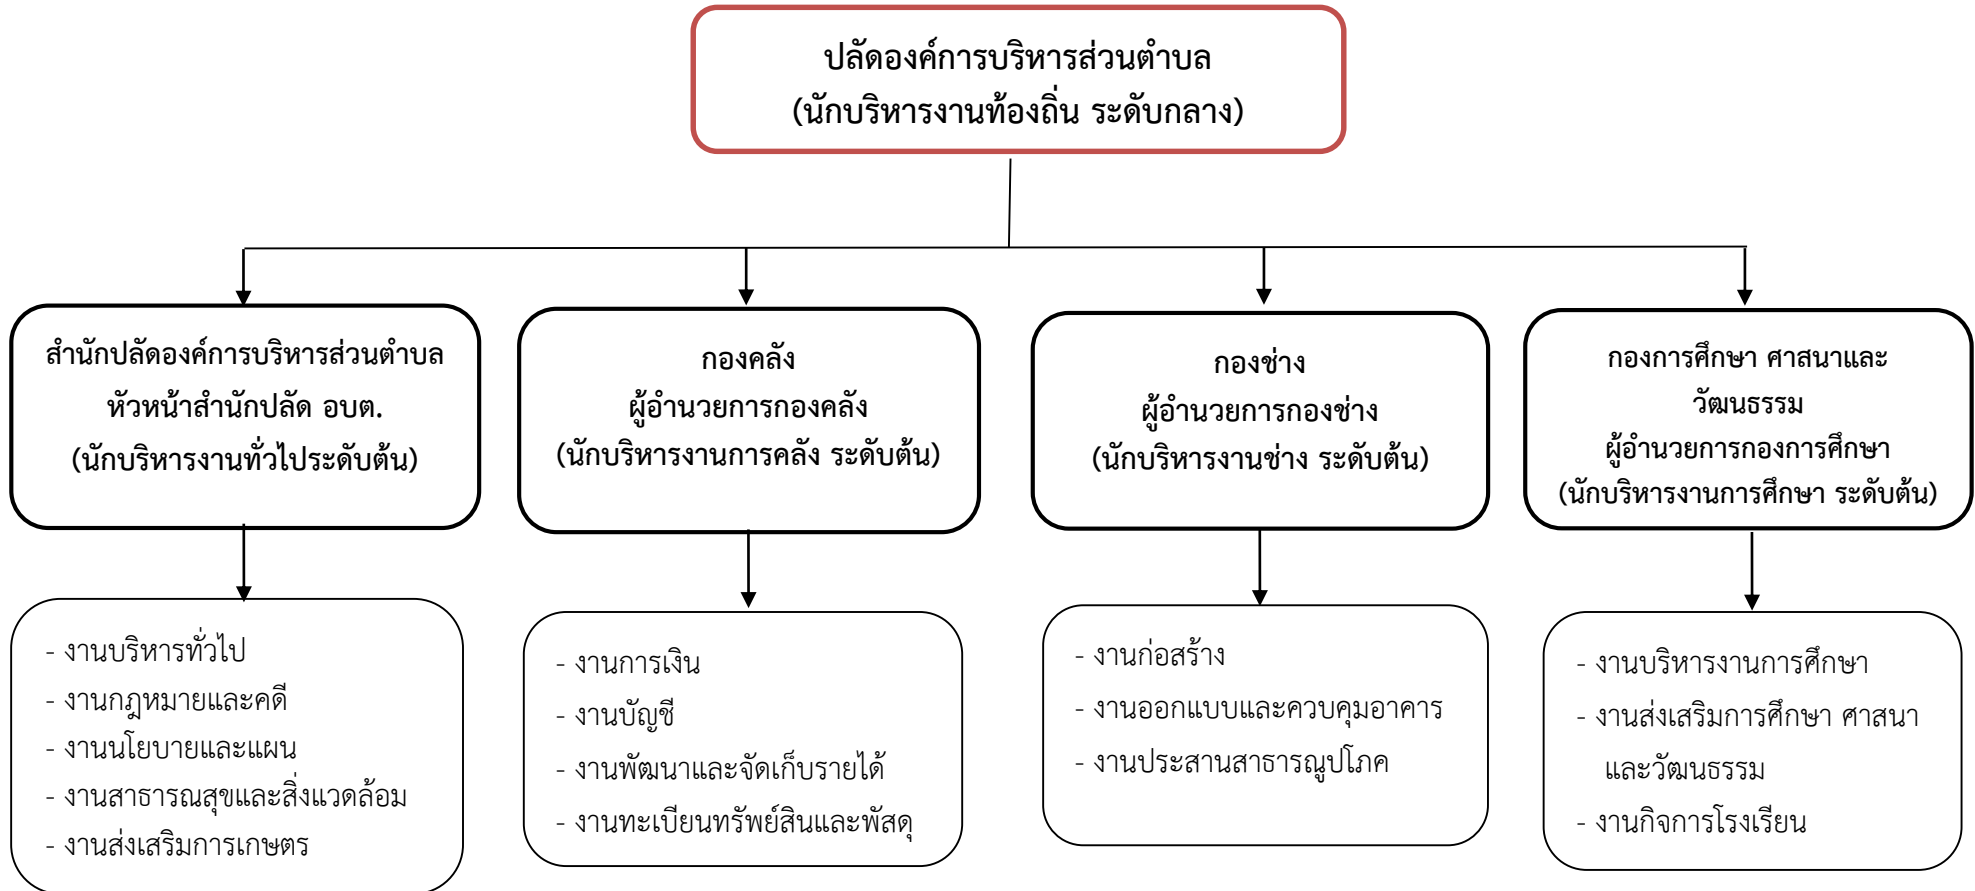 ปลัดองค์การบริหารส่วนตำบล
(นักบริหารงานท้องถิ่น ระดับกลาง)
สำนักปลัดองค์การบริหารส่วนตำบล
หัวหน้าสำนักปลัด อบต.
(นักบริหารงานทั่วไประดับต้น)
กองคลัง
ผู้อำนวยการกองคลัง
(นักบริหารงานการคลัง ระดับต้น)
กองช่าง
ผู้อำนวยการกองช่าง
(นักบริหารงานช่าง ระดับต้น)
กองการศึกษา ศาสนาและ
วัฒนธรรม
ผู้อำนวยการกองการศึกษา
(นักบริหารงานการศึกษา ระดับต้น)
- งานบริหารทั่วไป
- งานกฎหมายและคดี
- งานนโยบายและแผน
- งานสาธารณสุขและสิ่งแวดล้อม
- งานส่งเสริมการเกษตร
- งานการเงิน
- งานบัญชี
- งานพัฒนาและจัดเก็บรายได้
- งานทะเบียนทรัพย์สินและพัสดุ
- งานก่อสร้าง
- งานออกแบบและควบคุมอาคาร
- งานประสานสาธารณูปโภค
- งานบริหารงานการศึกษา
- งานส่งเสริมการศึกษา ศาสนา
และวัฒนธรรม
- งานกิจการโรงเรียน